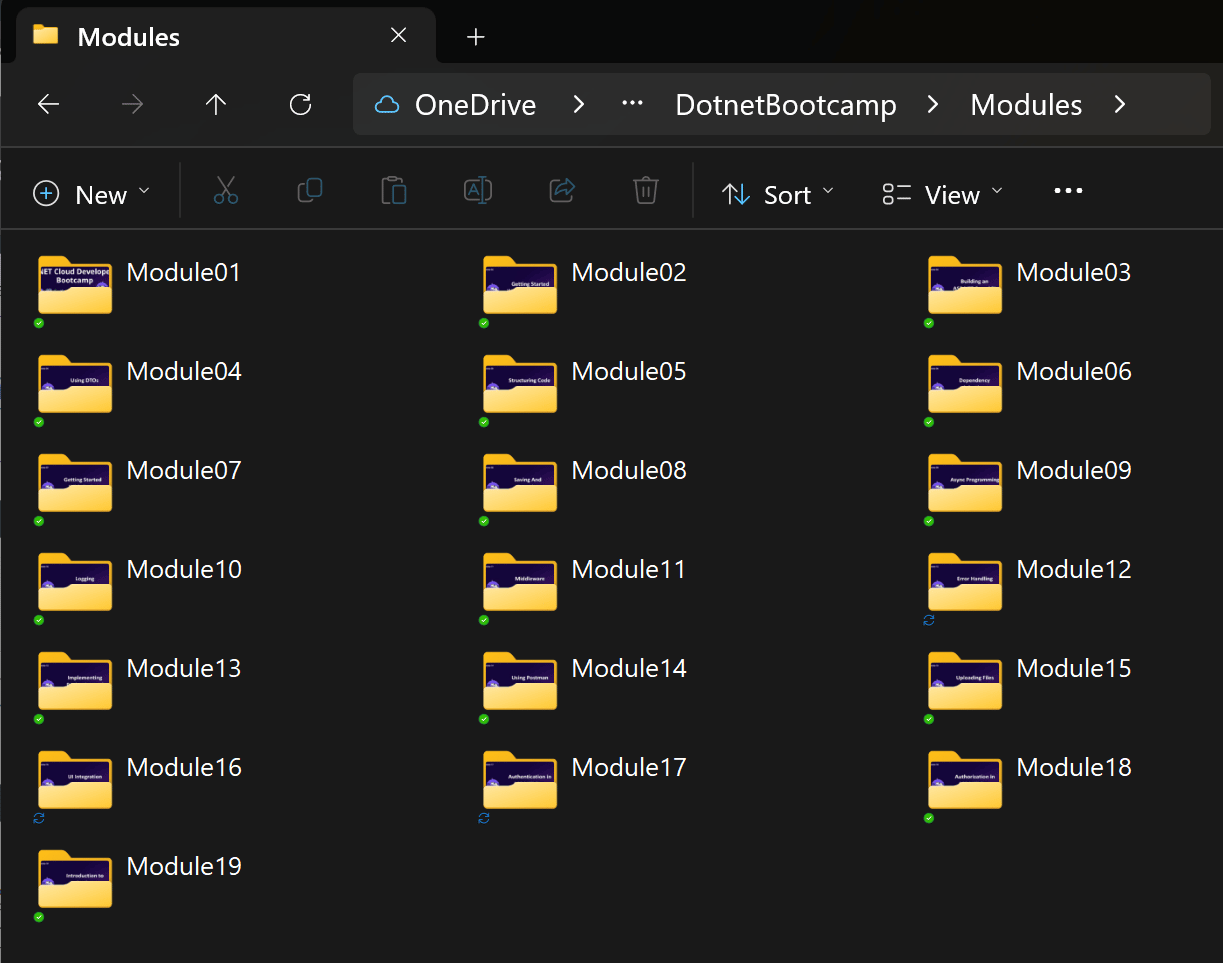 Modules
OneDrive > ... DotnetBootcamp > Modules >
New Sort View ...
Module01 Module02 Module03
.NET Cloud Develope
Bootcamp
Getting Started
Building an
Module04 Module05 Module06
Using DTOs
Structuring Code
Dependency
Module07 Module08 Module09
Getting Started
Saving And
Async Programming
Module10 Module11 Module12
Logging
Middleware
Error Handling
Module13 Module14 Module15
Implementing
Using Postman
Uploading Files
Module16 Module17 Module18
UI Integration
Authentication in
Authorization in
Module19
Introduction to